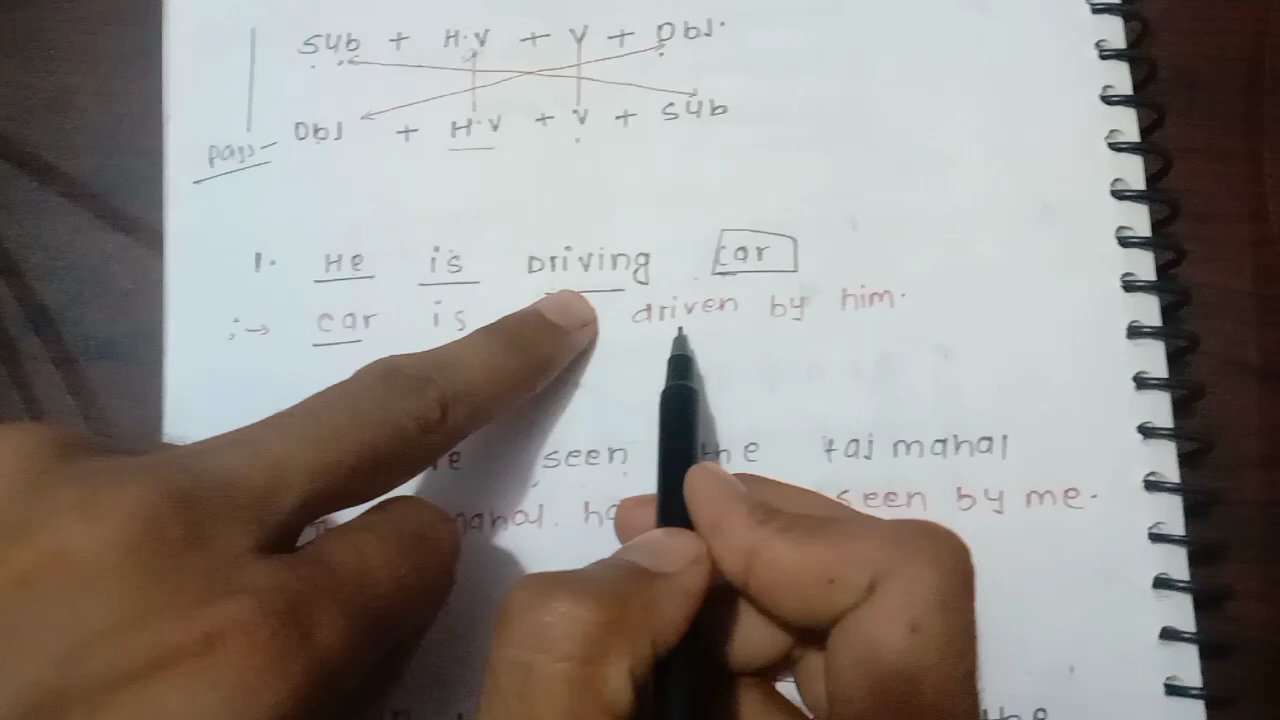 Sub + H.V + V + Obj.
Pass- Obj + H.V + V + Sub
1. He is Driving car
:→ car is driven by him.
seen the taj mahal
seen by me.